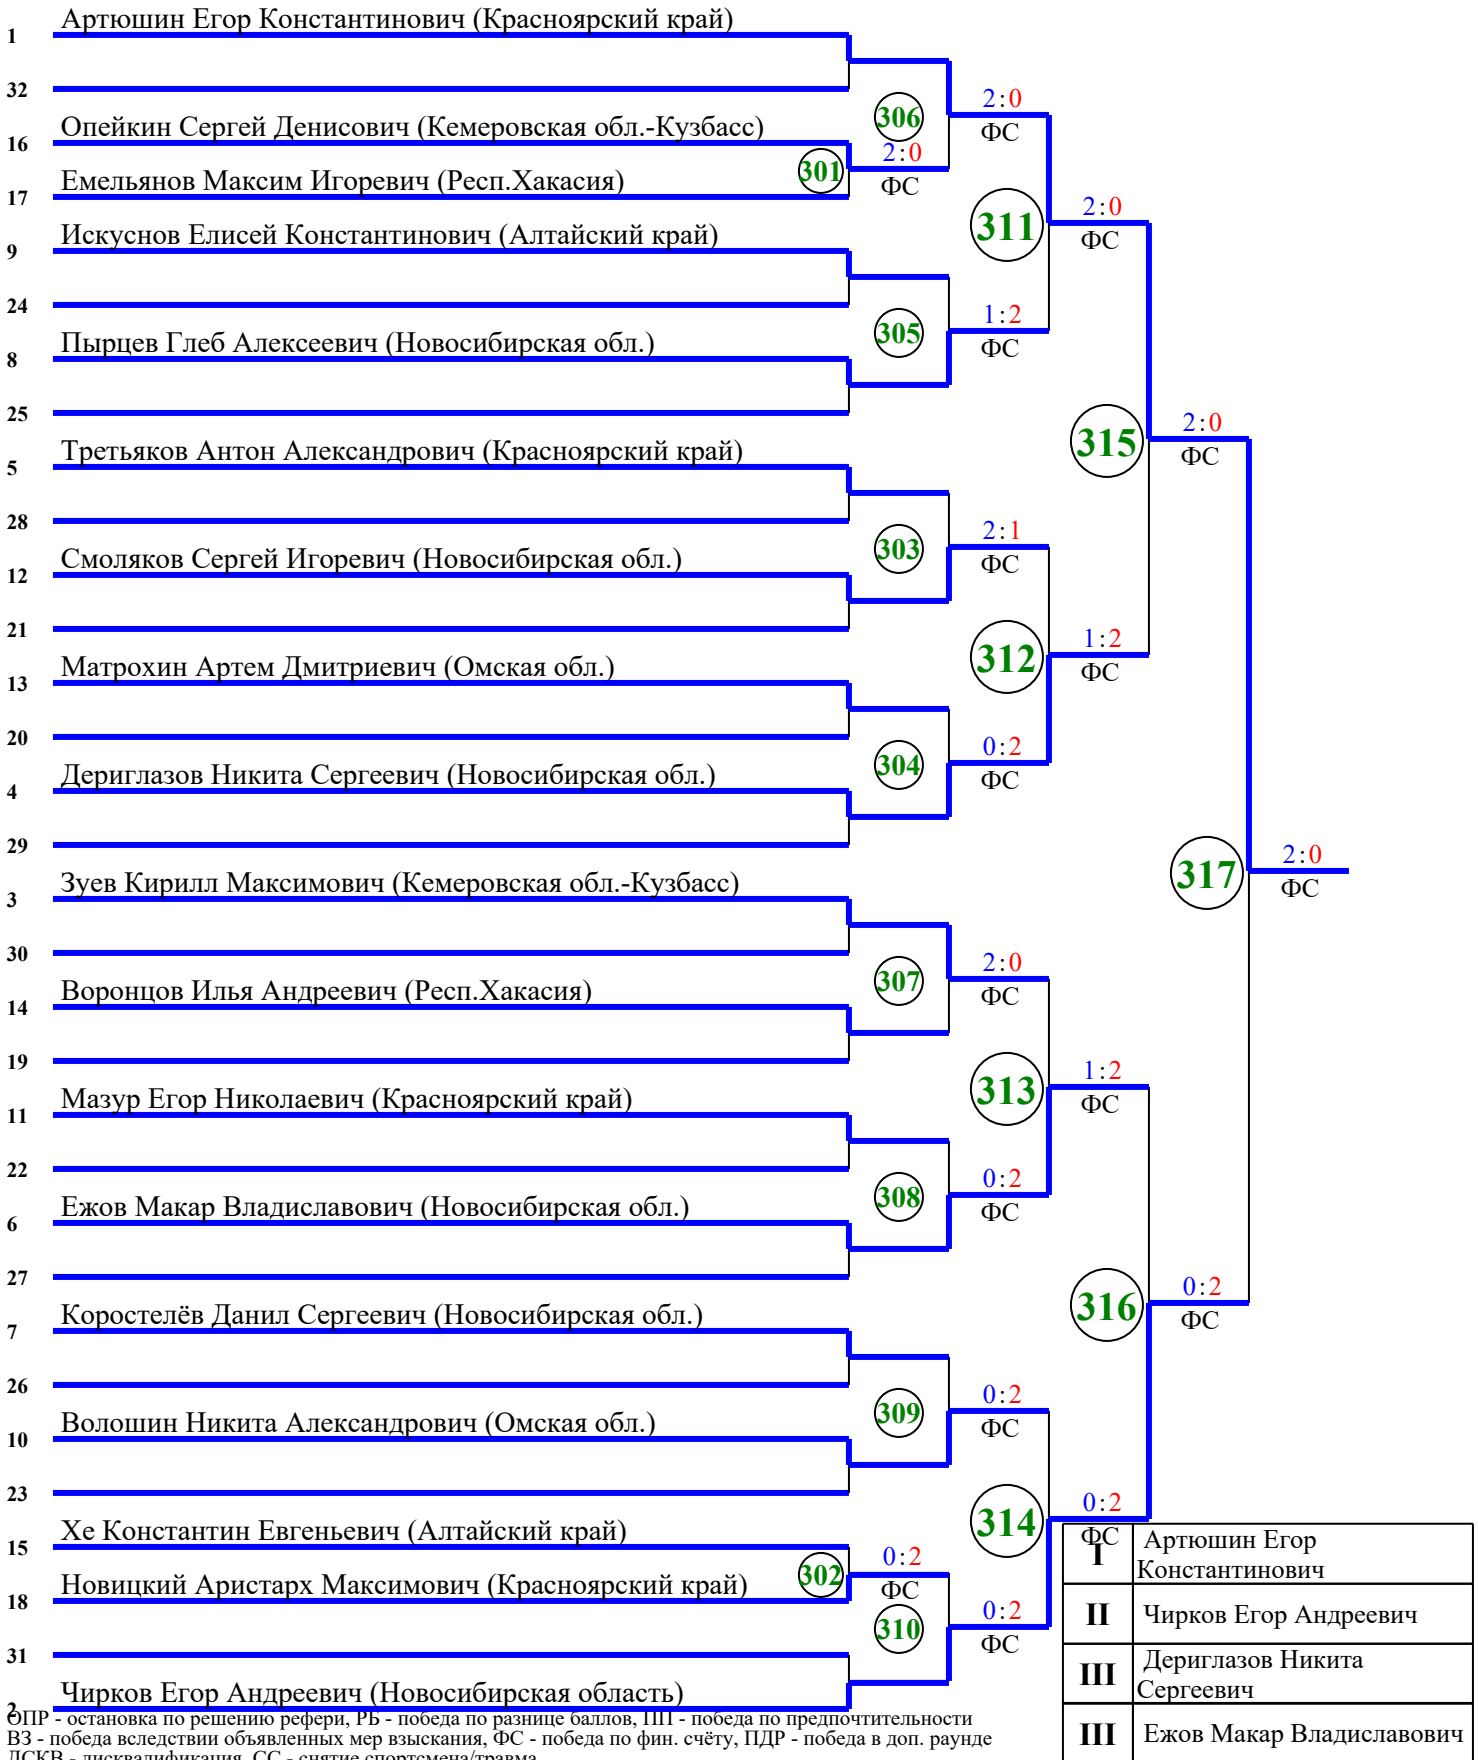 Артюшин Егор Константинович (Красноярский край)
1
32
306
2:0
ФС
Опейкин Сергей Денисович (Кемеровская обл.-Кузбасс)
16
301
2:0
ФС
Емельянов Максим Игоревич (Респ.Хакасия)
17
311
2:0
ФС
Искуснов Елисей Константинович (Алтайский край)
9
24
305
1:2
ФС
Пырцев Глеб Алексеевич (Новосибирская обл.)
8
25
315
2:0
ФС
Третьяков Антон Александрович (Красноярский край)
5
28
303
2:1
ФС
Смоляков Сергей Игоревич (Новосибирская обл.)
12
21
312
1:2
ФС
Матрохин Артем Дмитриевич (Омская обл.)
13
20
304
0:2
ФС
Дериглазов Никита Сергеевич (Новосибирская обл.)
4
29
317
2:0
ФС
Зуев Кирилл Максимович (Кемеровская обл.-Кузбасс)
3
30
307
2:0
ФС
Воронцов Илья Андреевич (Респ.Хакасия)
14
19
313
1:2
ФС
Мазур Егор Николаевич (Красноярский край)
11
22
308
0:2
ФС
Ежов Макар Владиславович (Новосибирская обл.)
6
27
316
0:2
ФС
Коростелёв Данил Сергеевич (Новосибирская обл.)
7
26
309
0:2
ФС
Волошин Никита Александрович (Омская обл.)
10
23
314
0:2
ФС
Хе Константин Евгеньевич (Алтайский край)
15
302
0:2
ФС
Новицкий Аристарх Максимович (Красноярский край)
18
310
0:2
ФС
31
Чирков Егор Андреевич (Новосибирская область)
2
I Артюшин Егор
Константинович
II Чирков Егор Андреевич
III Дериглазов Никита
Сергеевич
III Ежов Макар Владиславович
ОПР - остановка по решению рефери, РБ - победа по разнице баллов, ПП - победа по предпочтительности
ВЗ - победа вследствии объявленных мер взыскания, ФС - победа по фин. счёту, ПДР - победа в доп. раунде
ДСКВ - дисквалификация, СС - снятие спортсмена/травма